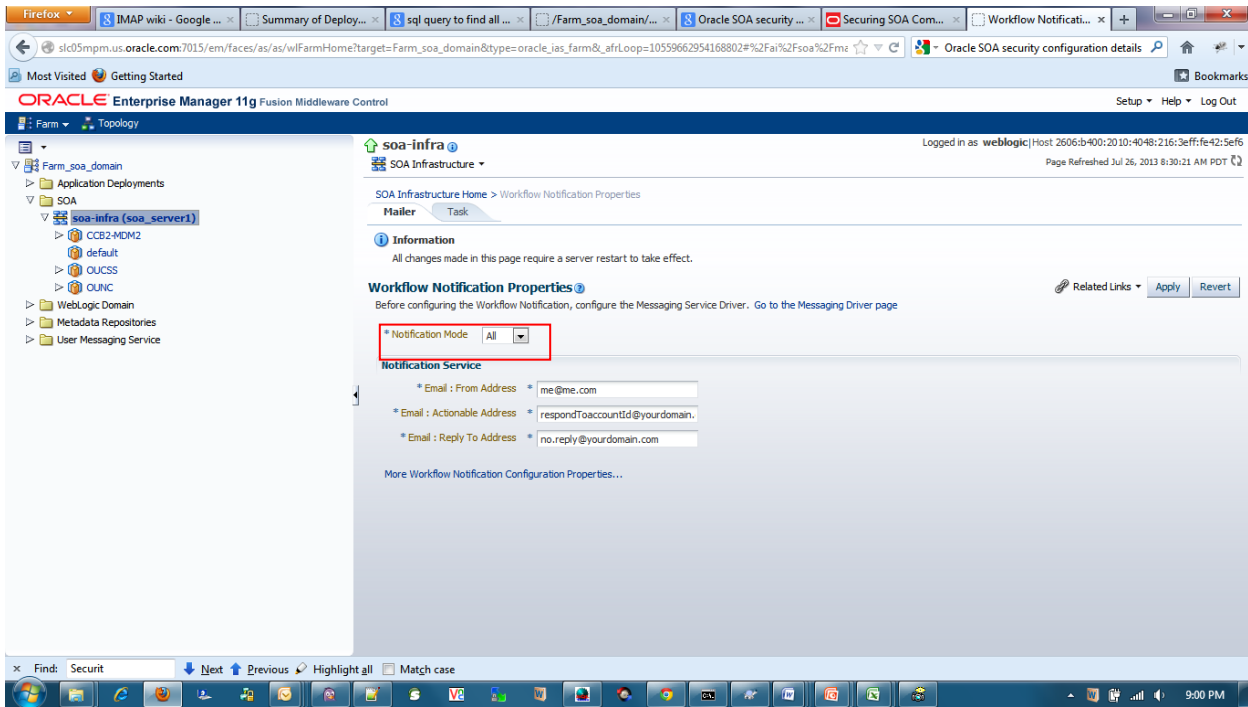 Firefox
IMAP wiki - Google ...
Summary of Deploy...
sql query to find all ...
/Farm_soa_domain/...
Oracle SOA security ...
Securing SOA Com...
Workflow Notificati...
slc05mpm.us.oracle.com:7015/em/faces/as/as/wlFarmHome?target=Farm_soa_domain&type=oracle_ias_farm&_afrLoop=10559662954168802#%2Fai%2Fsoa%2Fma
Oracle SOA security configuration details
Most Visited Getting Started
Bookmarks
ORACLE Enterprise Manager 11g Fusion Middleware Control
Setup Help Log Out
Farm Topology
Farm_soa_domain
Application Deployments
SOA
soa-infra (soa_server1)
CCB2-MDM2
default
OUCSS
OUNC
WebLogic Domain
Metadata Repositories
User Messaging Service
soa-infra
Logged in as weblogic|Host 2606:b400:2010:4048:216:3eff:fe42:5ef6
SOA Infrastructure
Page Refreshed Jul 26, 2013 8:30:21 AM PDT
SOA Infrastructure Home > Workflow Notification Properties
Mailer Task
Information
All changes made in this page require a server restart to take effect.
Workflow Notification Properties
Related Links Apply Revert
Before configuring the Workflow Notification, configure the Messaging Service Driver. Go to the Messaging Driver page
* Notification Mode All
Notification Service
* Email : From Address * me@me.com
* Email : Actionable Address * respondToaccountId@yourdomain.
* Email : Reply To Address * no.reply@yourdomain.com
More Workflow Notification Configuration Properties...
× Find: Securit Next Previous Highlight all Match case
9:00 PM